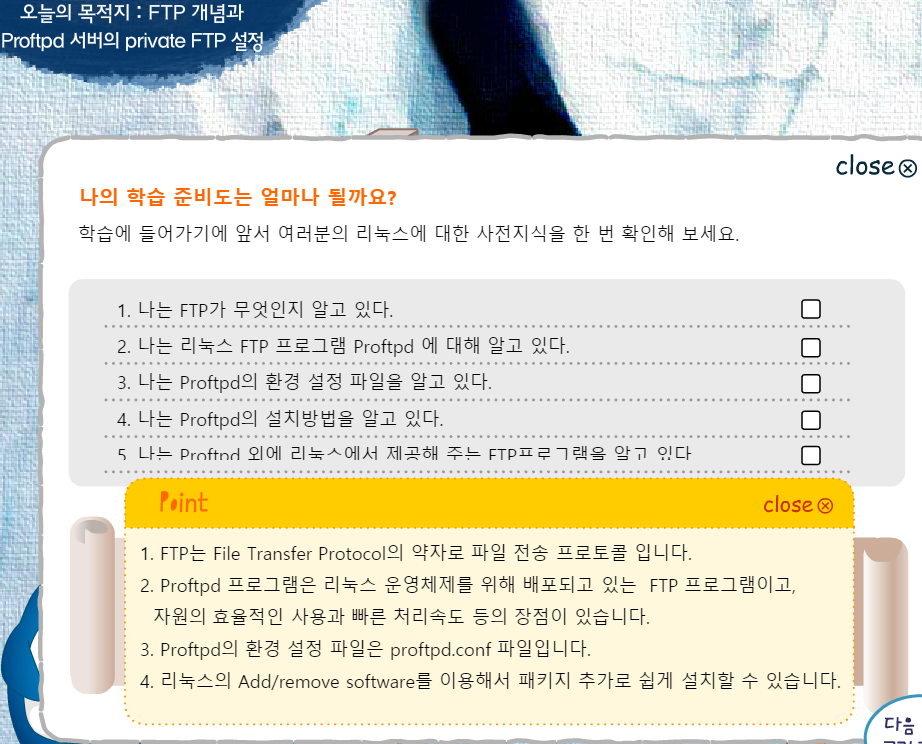 오늘의 목적지 : FTP 개념과
Proftpd 서버의 private FTP 설정
close
나의 학습 준비도는 얼마나 될까요?
학습에 들어가기에 앞서 여러분의 리눅스에 대한 사전지식을 한 번 확인해 보세요.
1. 나는 FTP가 무엇인지 알고 있다.
2. 나는 리눅스 FTP 프로그램 Proftpd 에 대해 알고 있다.
3. 나는 Proftpd의 환경 설정 파일을 알고 있다.
4. 나는 Proftpd의 설치방법을 알고 있다.
5. 나는 Proftpd 외에 리눅스에서 제공해 주는 FTP프로그램을 알고 있다
Point
close
1. FTP는 File Transfer Protocol의 약자로 파일 전송 프로토콜 입니다.
2. Proftpd 프로그램은 리눅스 운영체제를 위해 배포되고 있는 FTP 프로그램이고,
자원의 효율적인 사용과 빠른 처리속도 등의 장점이 있습니다.
3. Proftpd의 환경 설정 파일은 proftpd.conf 파일입니다.
4. 리눅스의 Add/remove software를 이용해서 패키지 추가로 쉽게 설치할 수 있습니다.
다음